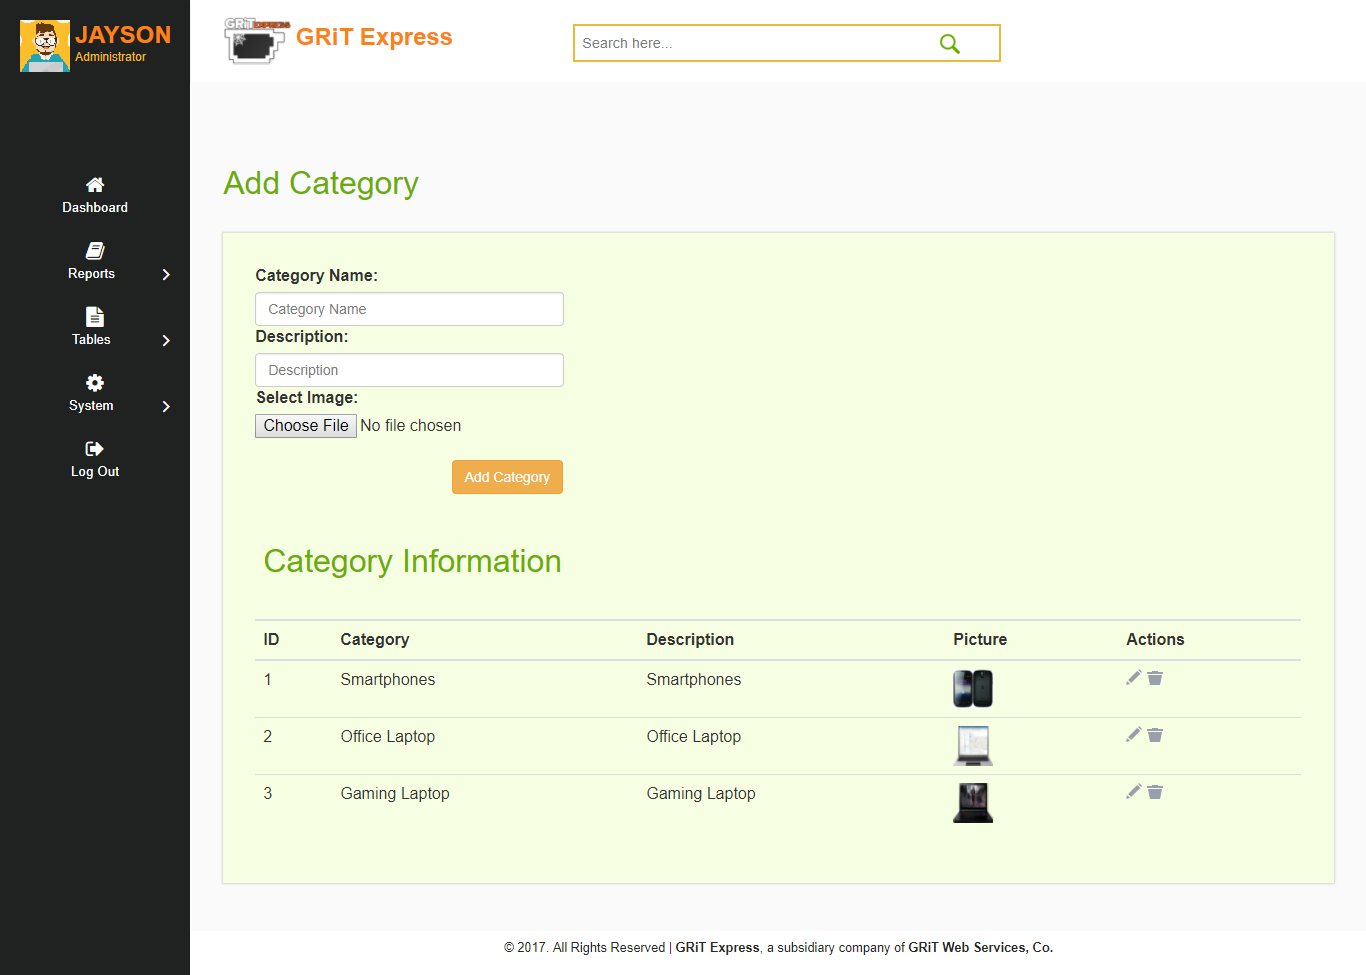 JAYSON
Administrator
GRiT EXPRESS
GRiT Express
Search here...
Dashboard
Reports
Tables
System
Log Out
Add Category
Category Name:
Category Name
Description:
Description
Select Image:
Choose File No file chosen
Add Category
Category Information
ID Category Description Picture Actions
1 Smartphones Smartphones
2 Office Laptop Office Laptop
3 Gaming Laptop Gaming Laptop
© 2017. All Rights Reserved | GRiT Express, a subsidiary company of GRiT Web Services, Co.